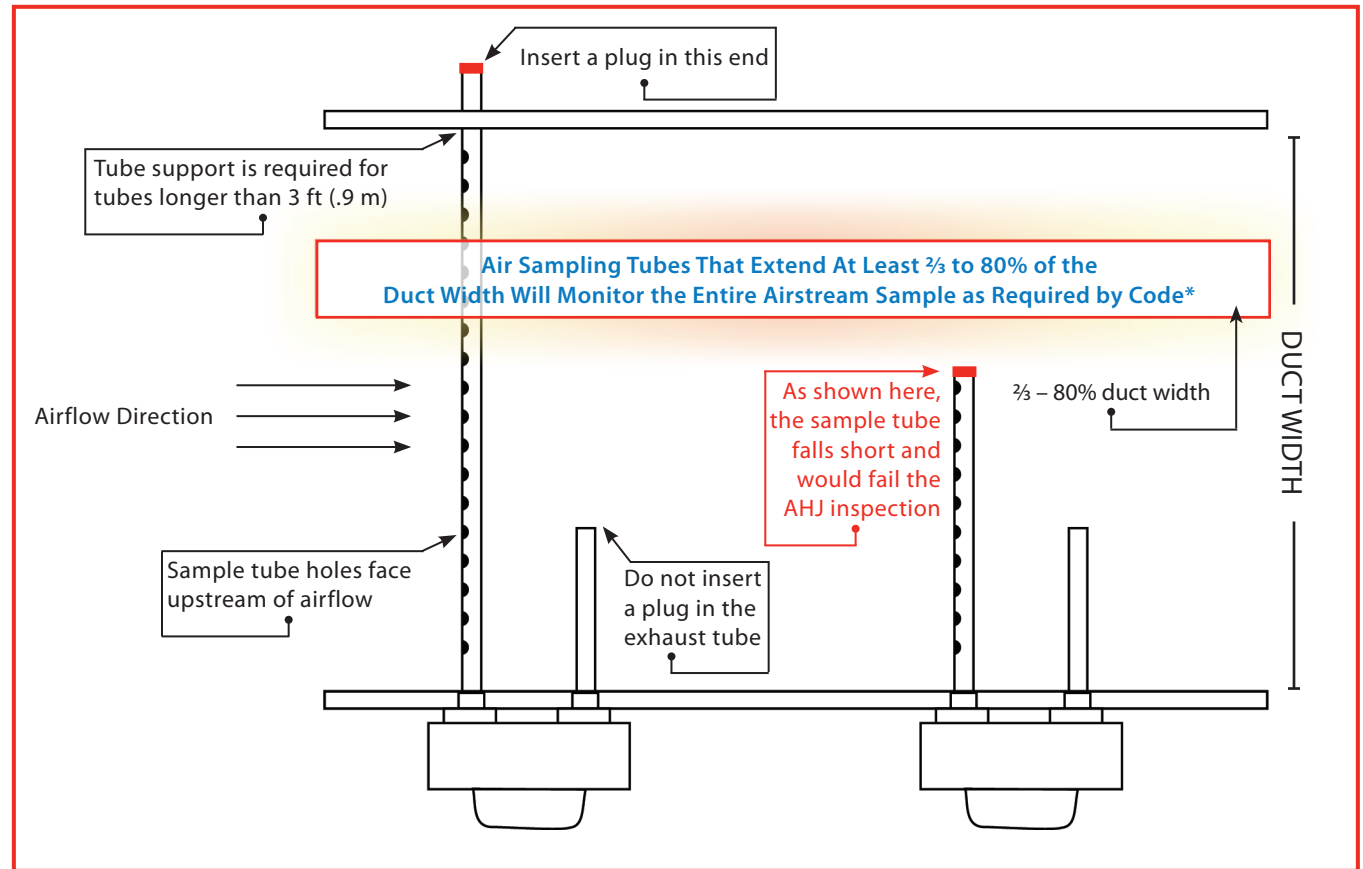 Insert a plug in this end
Tube support is required for
tubes longer than 3 ft (.9 m)
Air Sampling Tubes That Extend At Least ⅔ to 80% of the
Duct Width Will Monitor the Entire Airstream Sample as Required by Code*
Airflow Direction
As shown here,
the sample tube
falls short and
would fail the
AHJ inspection
⅔ – 80% duct width
DUCT WIDTH
Sample tube holes face
upstream of airflow
Do not insert
a plug in the
exhaust tube